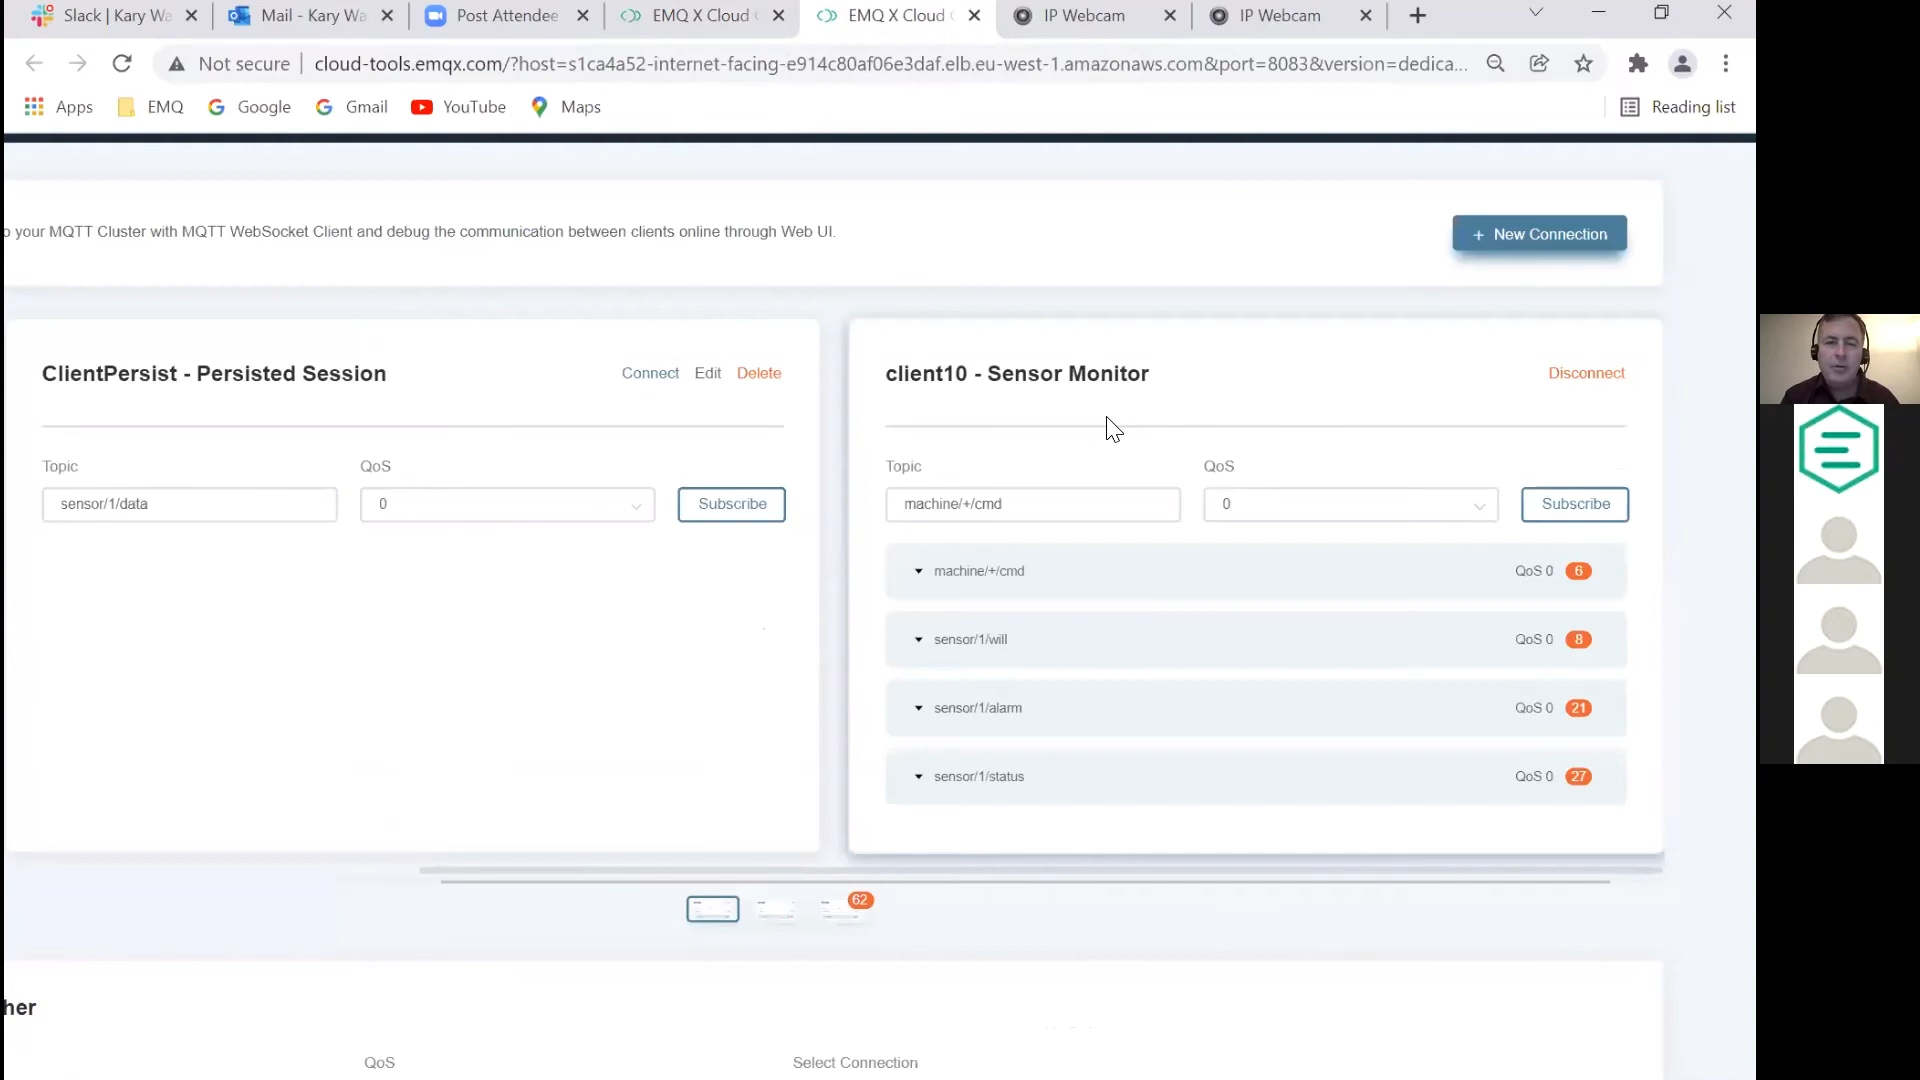 Slack | Kary Wa
Mail - Kary Wa
Post Attendee
EMQ X Cloud
EMQ X Cloud
IP Webcam
IP Webcam
Not secure
cloud-tools.emqx.com/?host=s1ca4a52-internet-facing-e914c80af06e3daf.elb.eu-west-1.amazonaws.com&port=8083&version=dedica...
Apps
EMQ
Google
Gmail
YouTube
Maps
Reading list
o your MQTT Cluster with MQTT WebSocket Client and debug the communication between clients online through Web UI.
+ New Connection
ClientPersist - Persisted Session
Connect Edit Delete
Topic
QoS
sensor/1/data
0
Subscribe
client10 - Sensor Monitor
Disconnect
Topic
QoS
machine/+/cmd
0
Subscribe
machine/+/cmd
QoS 0 6
sensor/1/will
QoS 0 8
sensor/1/alarm
QoS 0 21
sensor/1/status
QoS 0 27
62
her
QoS
Select Connection